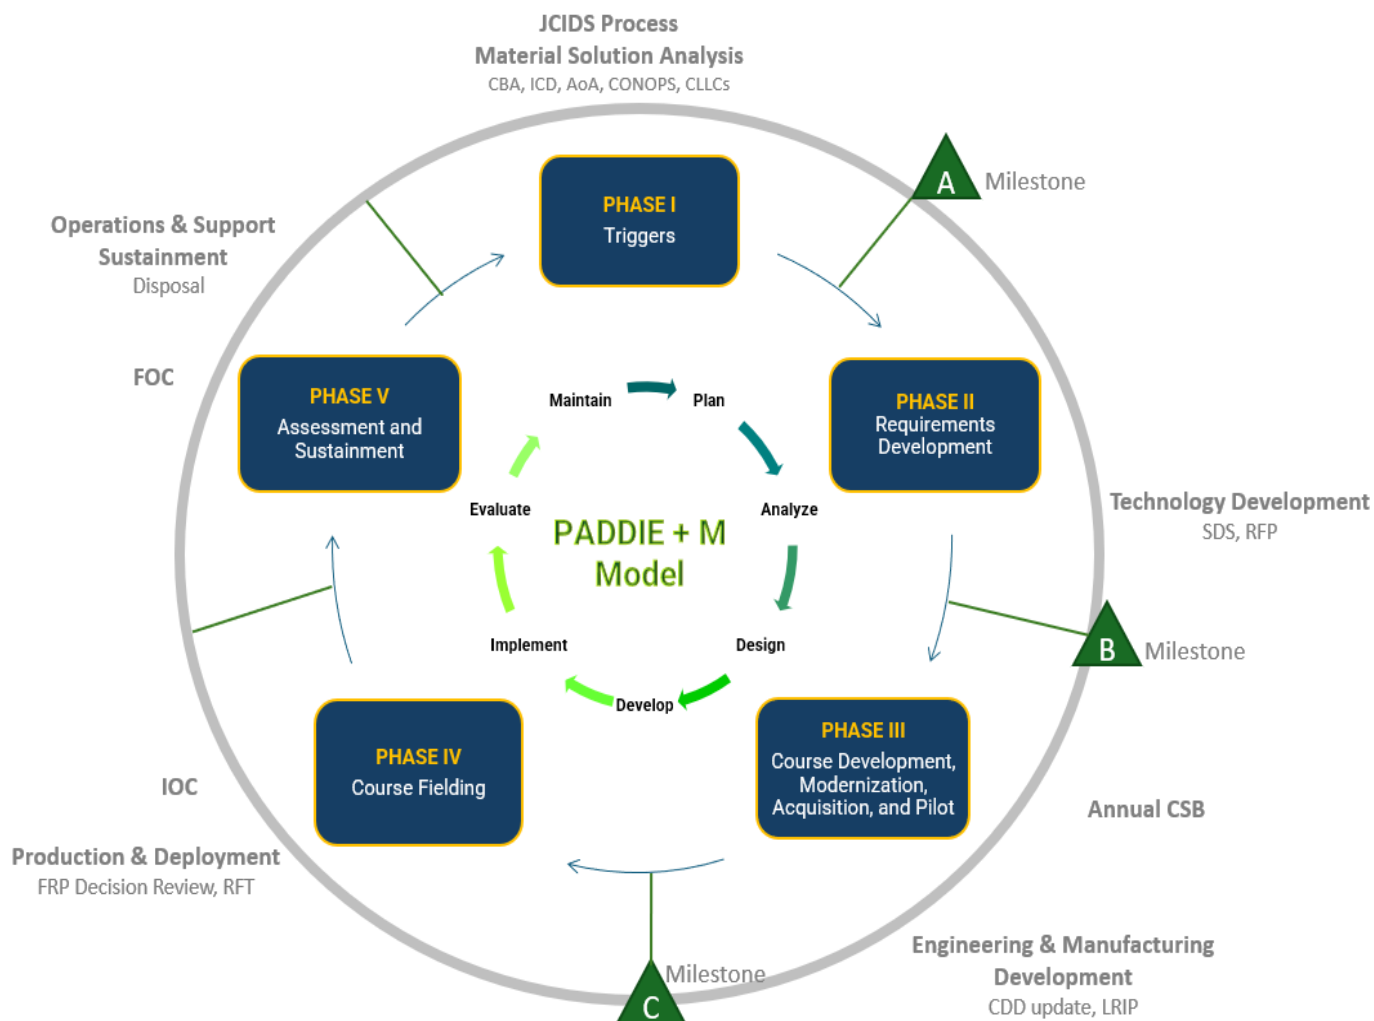 JCIDS Process
Material Solution Analysis
CBA, ICD, AoA, CONOPS, CLLCs
A
Milestone
PHASE I
Triggers
Operations & Support
Sustainment
Disposal
FOC
PHASE V
Assessment and
Sustainment
PHASE II
Requirements
Development
Maintain
Plan
Evaluate
Analyze
PADDIE + M
Model
Technology Development
SDS, RFP
Implement
Design
Develop
B
Milestone
PHASE IV
Course Fielding
PHASE III
Course Development,
Modernization,
Acquisition, and Pilot
IOC
Annual CSB
Production & Deployment
FRP Decision Review, RFT
Milestone
C
Engineering & Manufacturing
Development
CDD update, LRIP